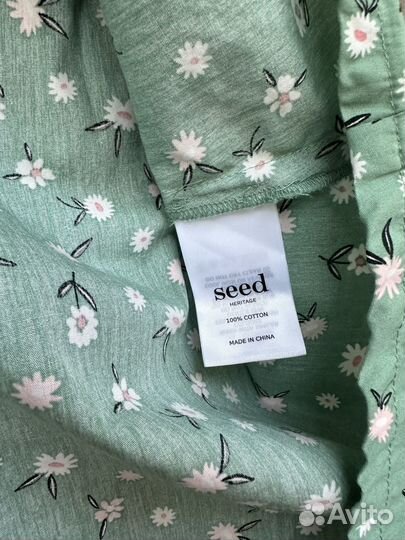 seed
HERITAGE
100% COTTON
MADE IN CHINA
Avito